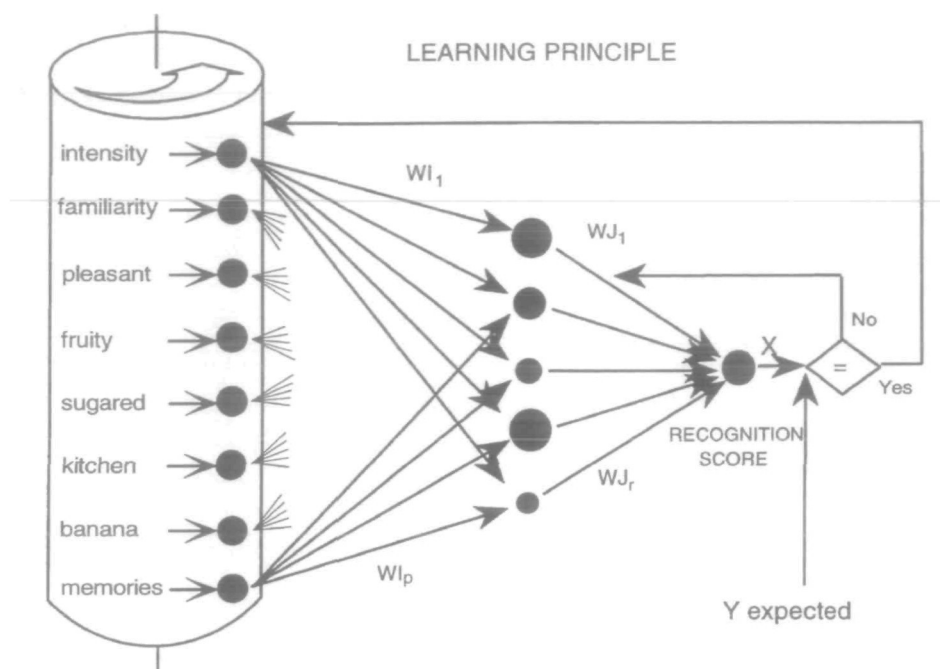 LEARNING PRINCIPLE
intensity
familiarity
pleasant
fruity
sugared
kitchen
banana
memories
WI1
WJ1
WIp
WJr
X
=
No
Yes
RECOGNITION
SCORE
Y expected